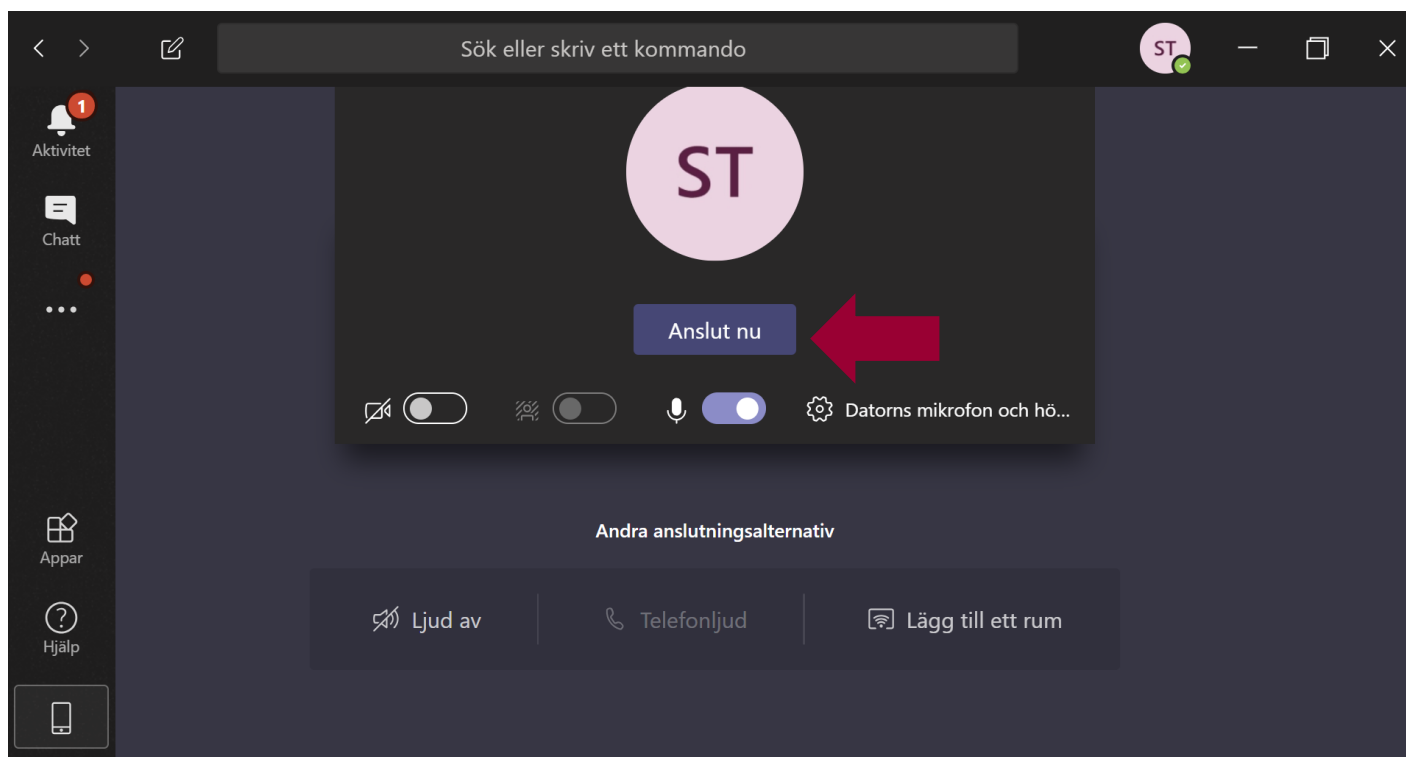 Sök eller skriv ett kommando
ST
1
Aktivitet
Chatt
ST
Anslut nu
Datorns mikrofon och hö...
Andra anslutningsalternativ
Ljud av
Telefonljud
Lägg till ett rum
Appar
Hjälp